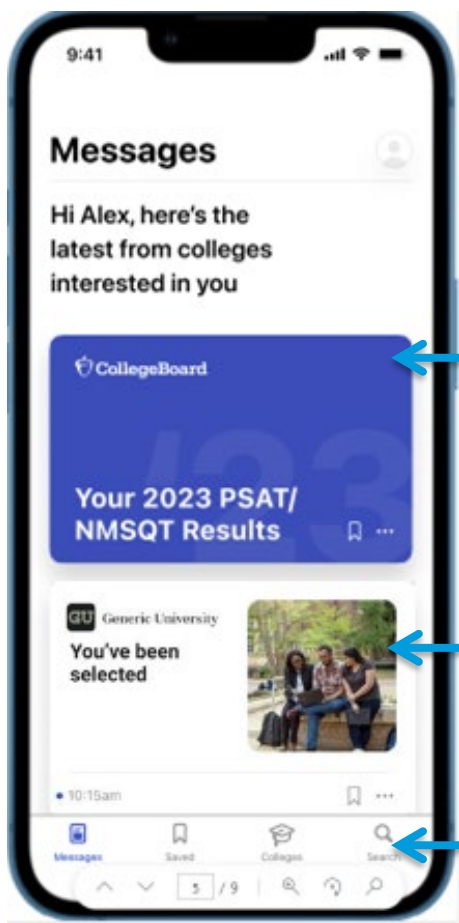 9:41
Messages
Hi Alex, here's the
latest from colleges
interested in you
CollegeBoard
'23
Your 2023 PSAT/
NMSQT Results
GU Generic University
You've been
selected
10:15am
Messages Saved Colleges Search
5 / 9